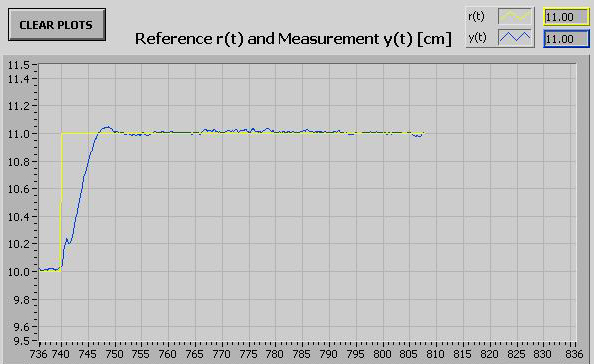 CLEAR PLOTS
Reference r(t) and Measurement y(t) [cm]
r(t) 11.00
y(t) 11.00
11.5
11.4
11.2
11.0
10.8
10.6
10.4
10.2
10.0
9.8
9.6
9.5
736 740 745 750 755 760 765 770 775 780 785 790 795 800 805 810 815 820 825 830 836